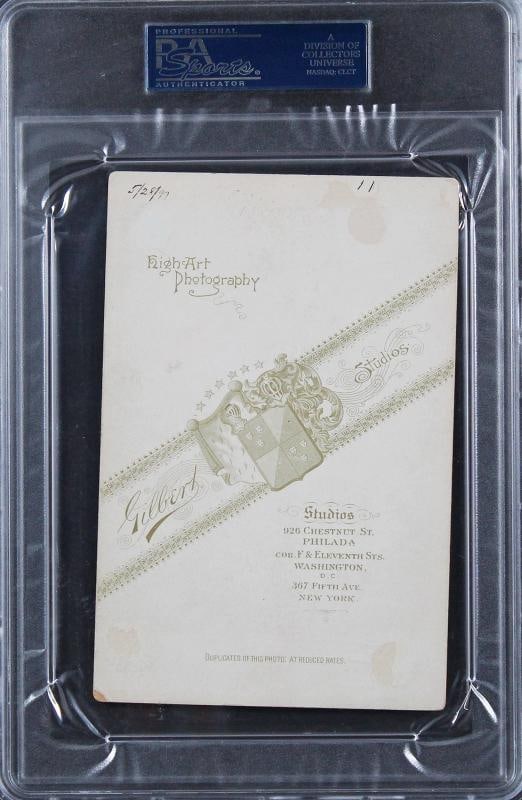 PROFESSIONAL
PSA
Sports
AUTHENTICATOR
A
DIVISION OF
COLLECTORS
UNIVERSE
NASDAQ: CLCT
5/28/97
11
High-Art
Photography
Studios
Gilbert
Studios
926 CHESTNUT ST.
PHILADA
COR. F & ELEVENTH STS.
WASHINGTON,
D.C.
367 FIFTH AVE.
NEW YORK.
DUPLICATES OF THIS PHOTO: AT REDUCED RATES.